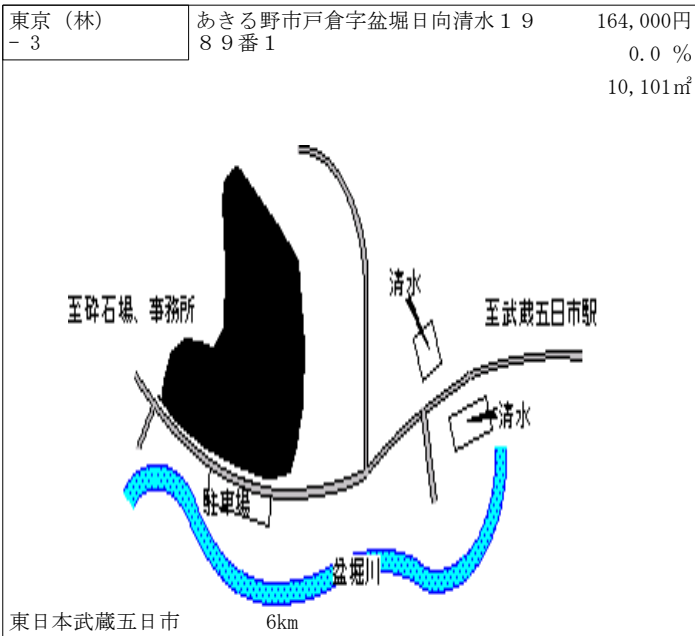 東京（林）
－３
あきる野市戸倉字盆堀日向清水１９
８９番１
164,000円
0.0 %
10,101㎡
清水
至砕石場、事務所
至武蔵五日市駅
清水
駐車場
盆堀川
東日本武蔵五日市 6km